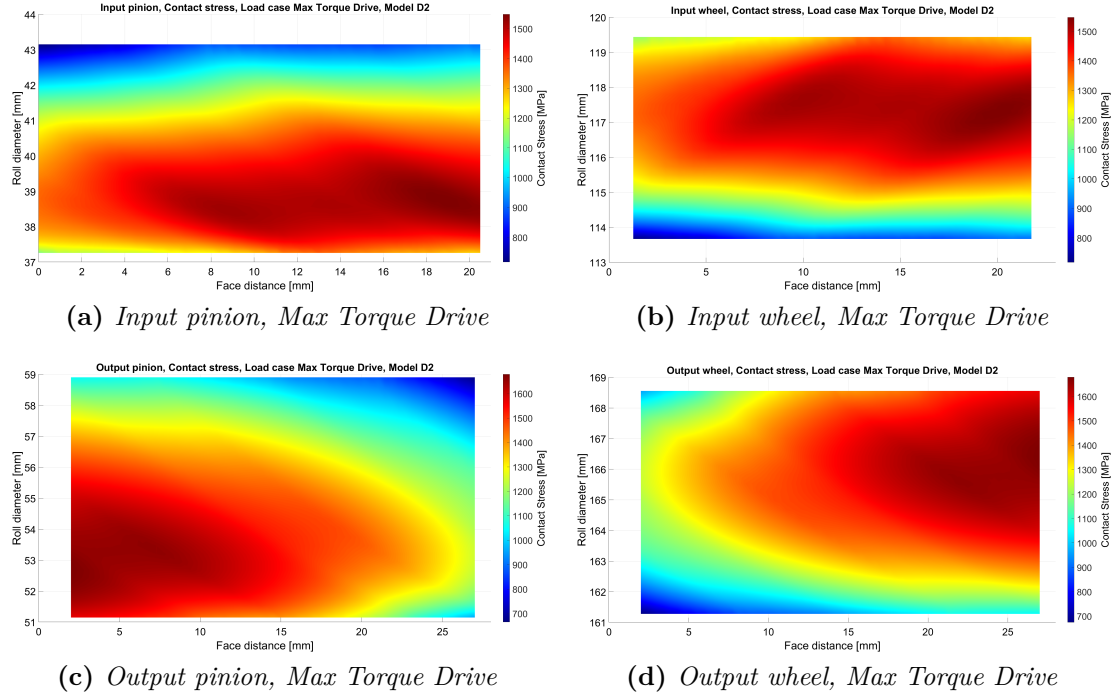 Input pinion, Contact stress, Load case Max Torque Drive, Model D2
44
43
42
41
40
39
38
37
0 2 4 6 8 10 12 14 16 18 20
Roll diameter [mm]
Face distance [mm]
1500
1400
1300
1200
1100
1000
900
800
Contact Stress [MPa]
(a) Input pinion, Max Torque Drive
Input wheel, Contact stress, Load case Max Torque Drive, Model D2
120
119
118
117
116
115
114
113
0 5 10 15 20
Roll diameter [mm]
Face distance [mm]
1500
1400
1300
1200
1100
1000
900
800
Contact Stress [MPa]
(b) Input wheel, Max Torque Drive
Output pinion, Contact stress, Load case Max Torque Drive, Model D2
59
58
57
56
55
54
53
52
51
0 5 10 15 20 25
Roll diameter [mm]
Face distance [mm]
1600
1500
1400
1300
1200
1100
1000
900
800
700
Contact Stress [MPa]
(c) Output pinion, Max Torque Drive
Output wheel, Contact stress, Load case Max Torque Drive, Model D2
169
168
167
166
165
164
163
162
161
0 5 10 15 20 25
Roll diameter [mm]
Face distance [mm]
1600
1500
1400
1300
1200
1100
1000
900
800
700
Contact Stress [MPa]
(d) Output wheel, Max Torque Drive